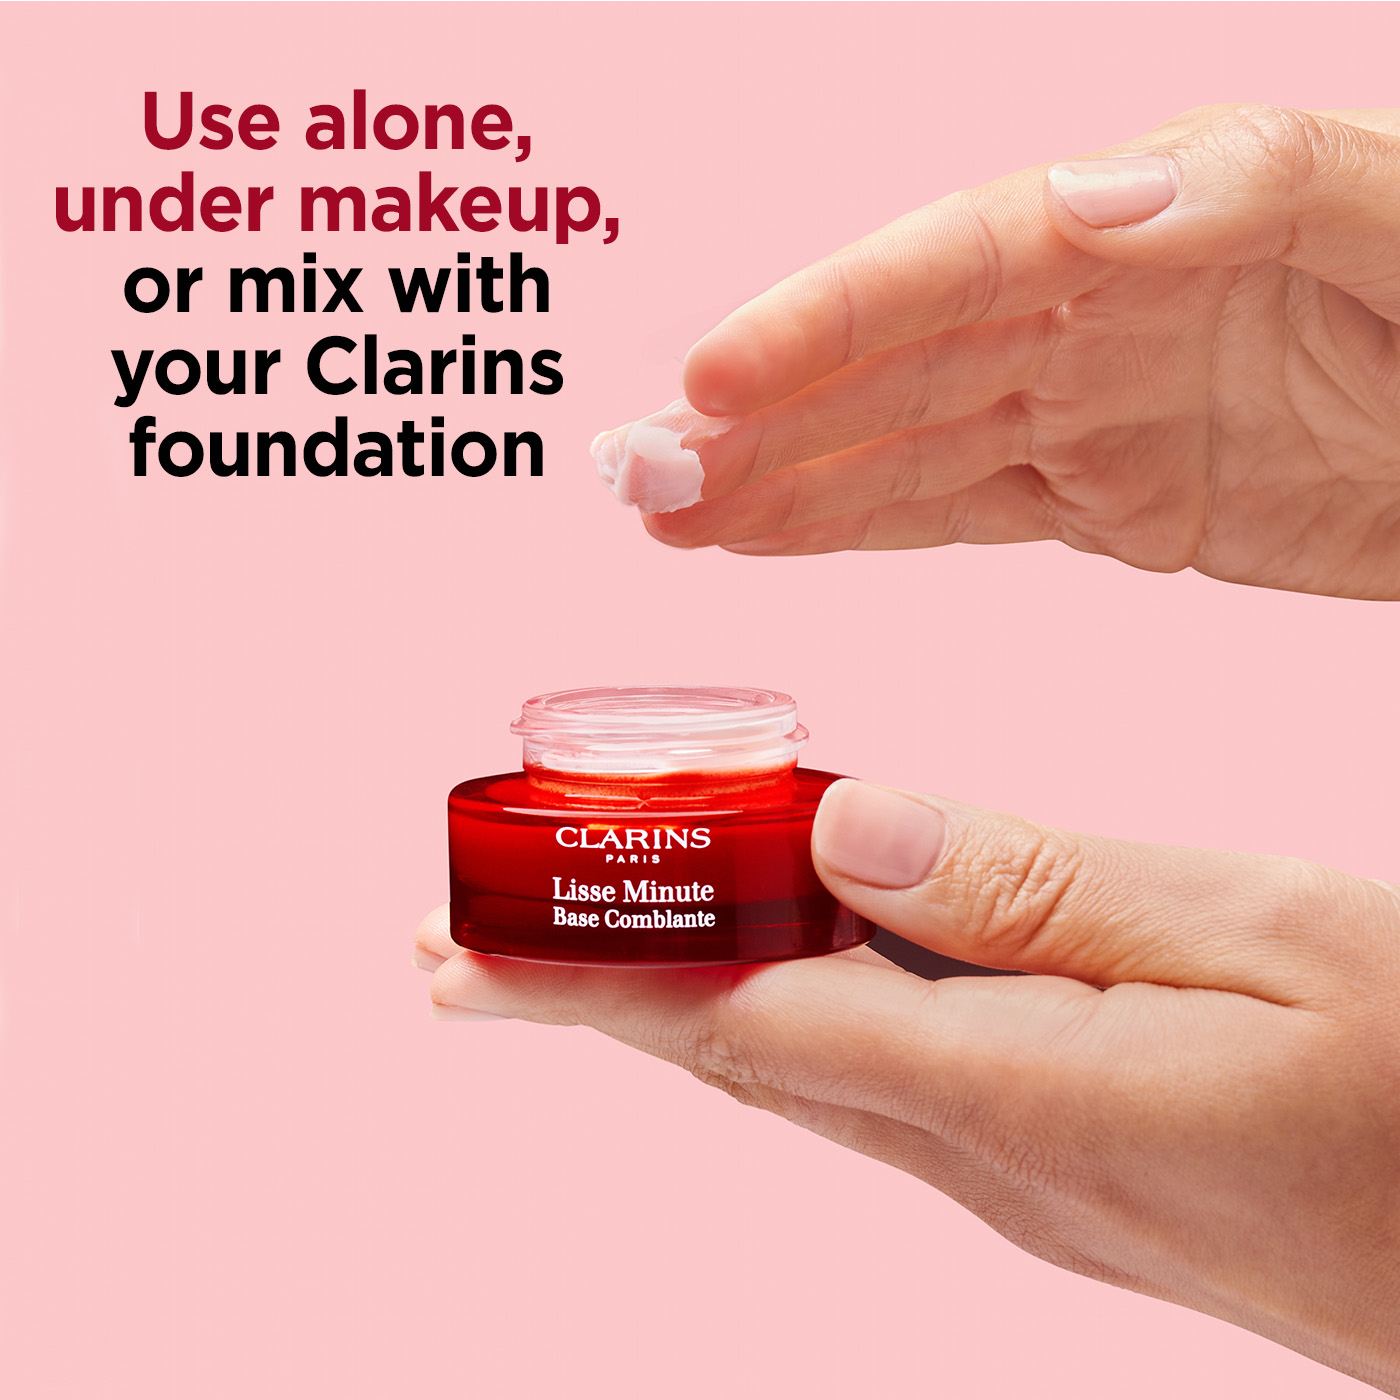 Use alone,
under makeup,
or mix with
your Clarins
foundation
CLARINS
PARIS
Lisse Minute
Base Comblante